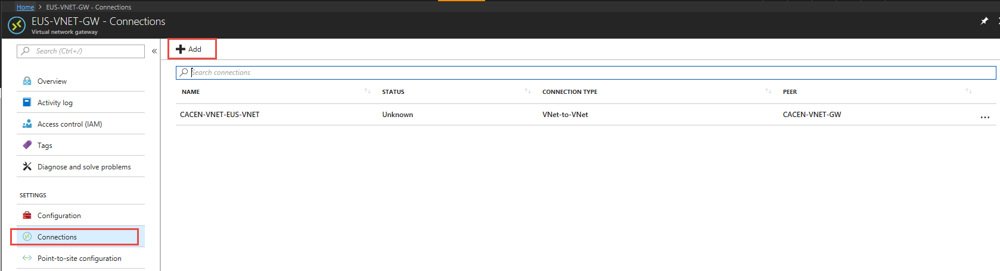 Home > EUS-VNET-GW - Connections
EUS-VNET-GW - Connections
Virtual network gateway
Search (Ctrl+/)
«
Add
Search connections
Overview
Activity log
Access control (IAM)
Tags
Diagnose and solve problems
SETTINGS
Configuration
Connections
Point-to-site configuration
NAME STATUS CONNECTION TYPE PEER
CACEN-VNET-EUS-VNET Unknown VNet-to-VNet CACEN-VNET-GW ...